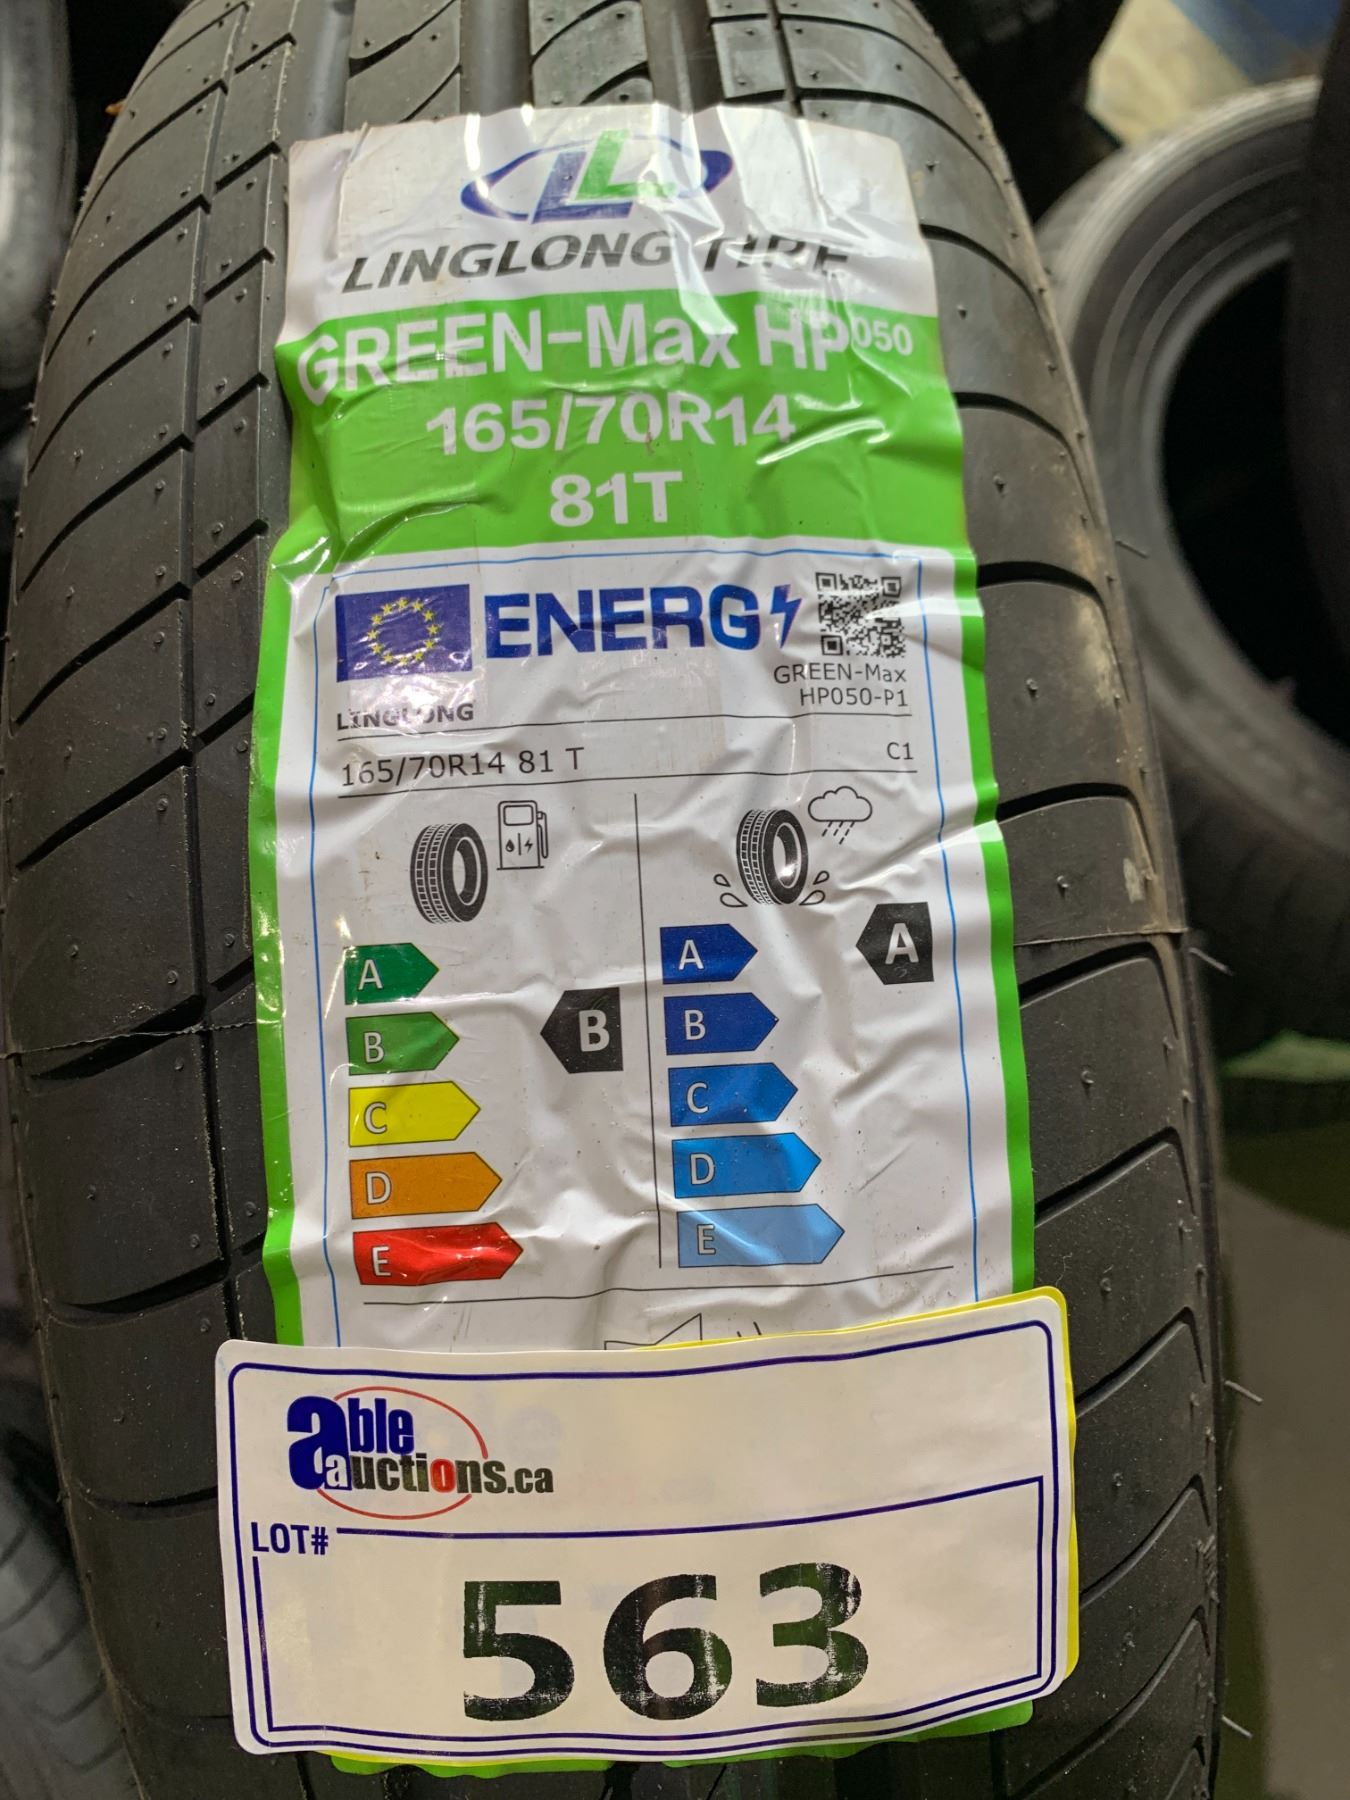 LINGLONG TIRE
GREEN-Max HP050
165/70R14
81T
ENERG
GREEN-Max
HP050-P1
LINGLONG
165/70R14 81 T
C1
A
B
C
D
E
B
A
B
C
D
E
A
able
auctions.ca
LOT#
563